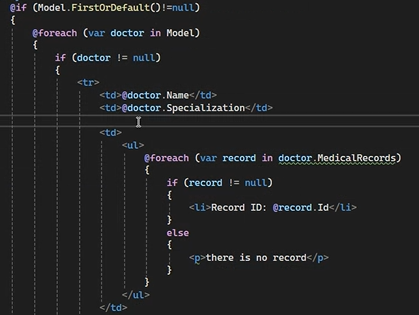 @if (Model.FirstOrDefault()!=null)
{
@foreach (var doctor in Model)
{
if (doctor != null)
{
<tr>
<td>@doctor.Name</td>
<td>@doctor.Specialization</td>
<td>
<ul>
@foreach (var record in doctor.MedicalRecords)
{
if (record != null)
{
<li>Record ID: @record.Id</li>
}
else
{
<p>there is no record</p>
}
}
</ul>
</td>